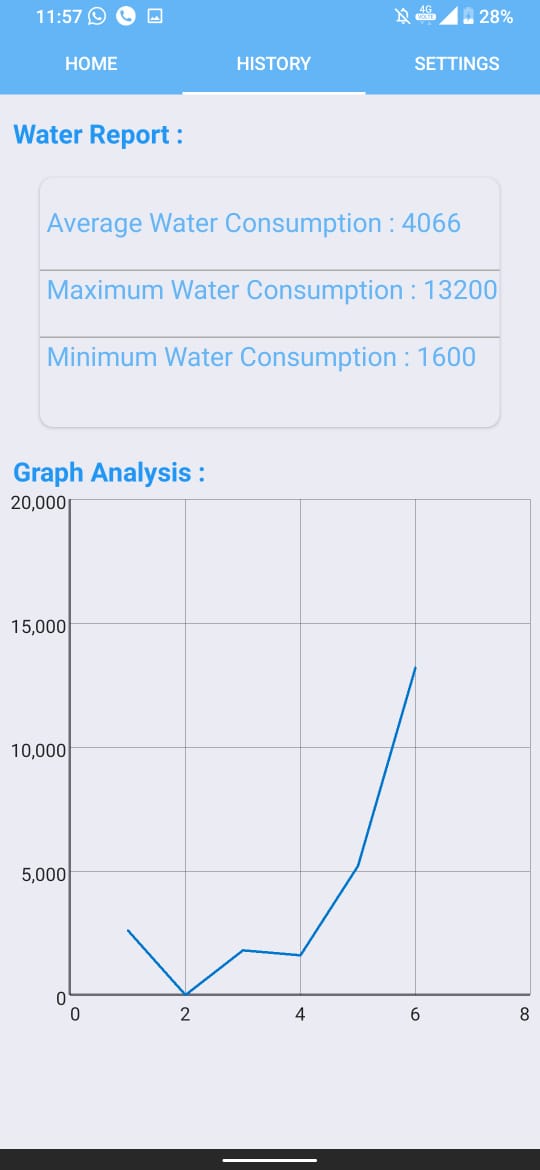 11:57 4G VOLTE 28%
HOME HISTORY SETTINGS
Water Report :
Average Water Consumption : 4066
Maximum Water Consumption : 13200
Minimum Water Consumption : 1600
Graph Analysis :
20,000
15,000
10,000
5,000
0
0 2 4 6 8